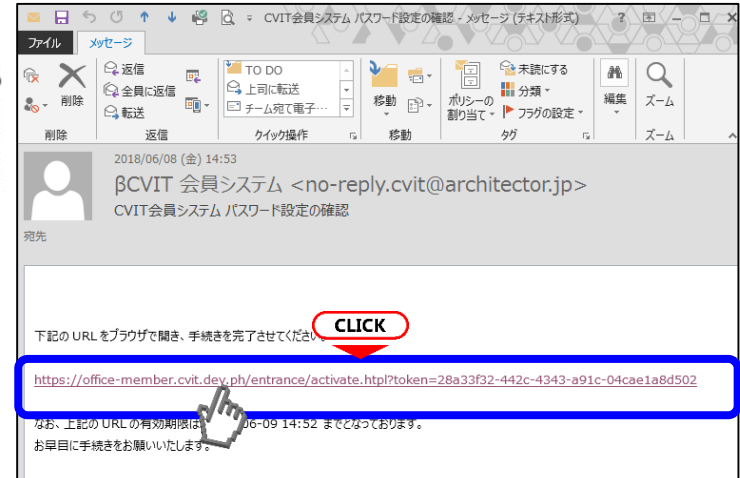 CVIT会員システム パスワード設定の確認 - メッセージ (テキスト形式)
?
ファイル メッセージ
削除
返信
全員に返信
転送
TO DO
上司に転送
チーム宛て電子…
移動
ポリシーの
割り当て
未読にする
分類
フラグの設定
編集
ズーム
削除 返信 クイック操作 移動 タグ ズーム
2018/06/08 (金) 14:53
βCVIT 会員システム <no-reply.cvit@architector.jp>
CVIT会員システム パスワード設定の確認
宛先
CLICK
下記の URL をブラウザで開き、手続きを完了させてください。
https://office-member.cvit.dev.ph/entrance/activate.htpl?token=28a33f32-442c-4343-a91c-04cae1a8d502
なお、上記の URL の有効期限は 06-09 14:52 までとなっております。
お早目に手続きをお願いいたします。